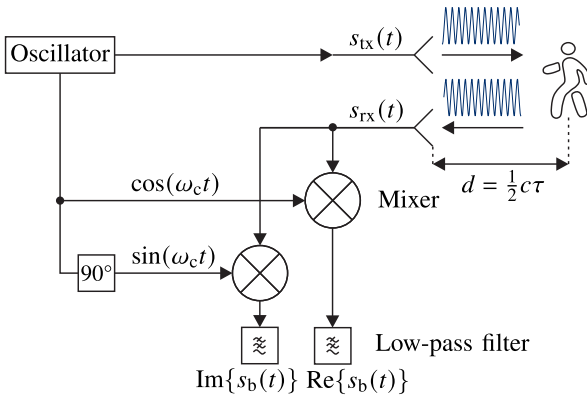 Oscillator
s_tx(t)
s_rx(t)
d = ½cτ
cos(ω_c t)
Mixer
90°
sin(ω_c t)
Low-pass filter
Im{s_b(t)} Re{s_b(t)}